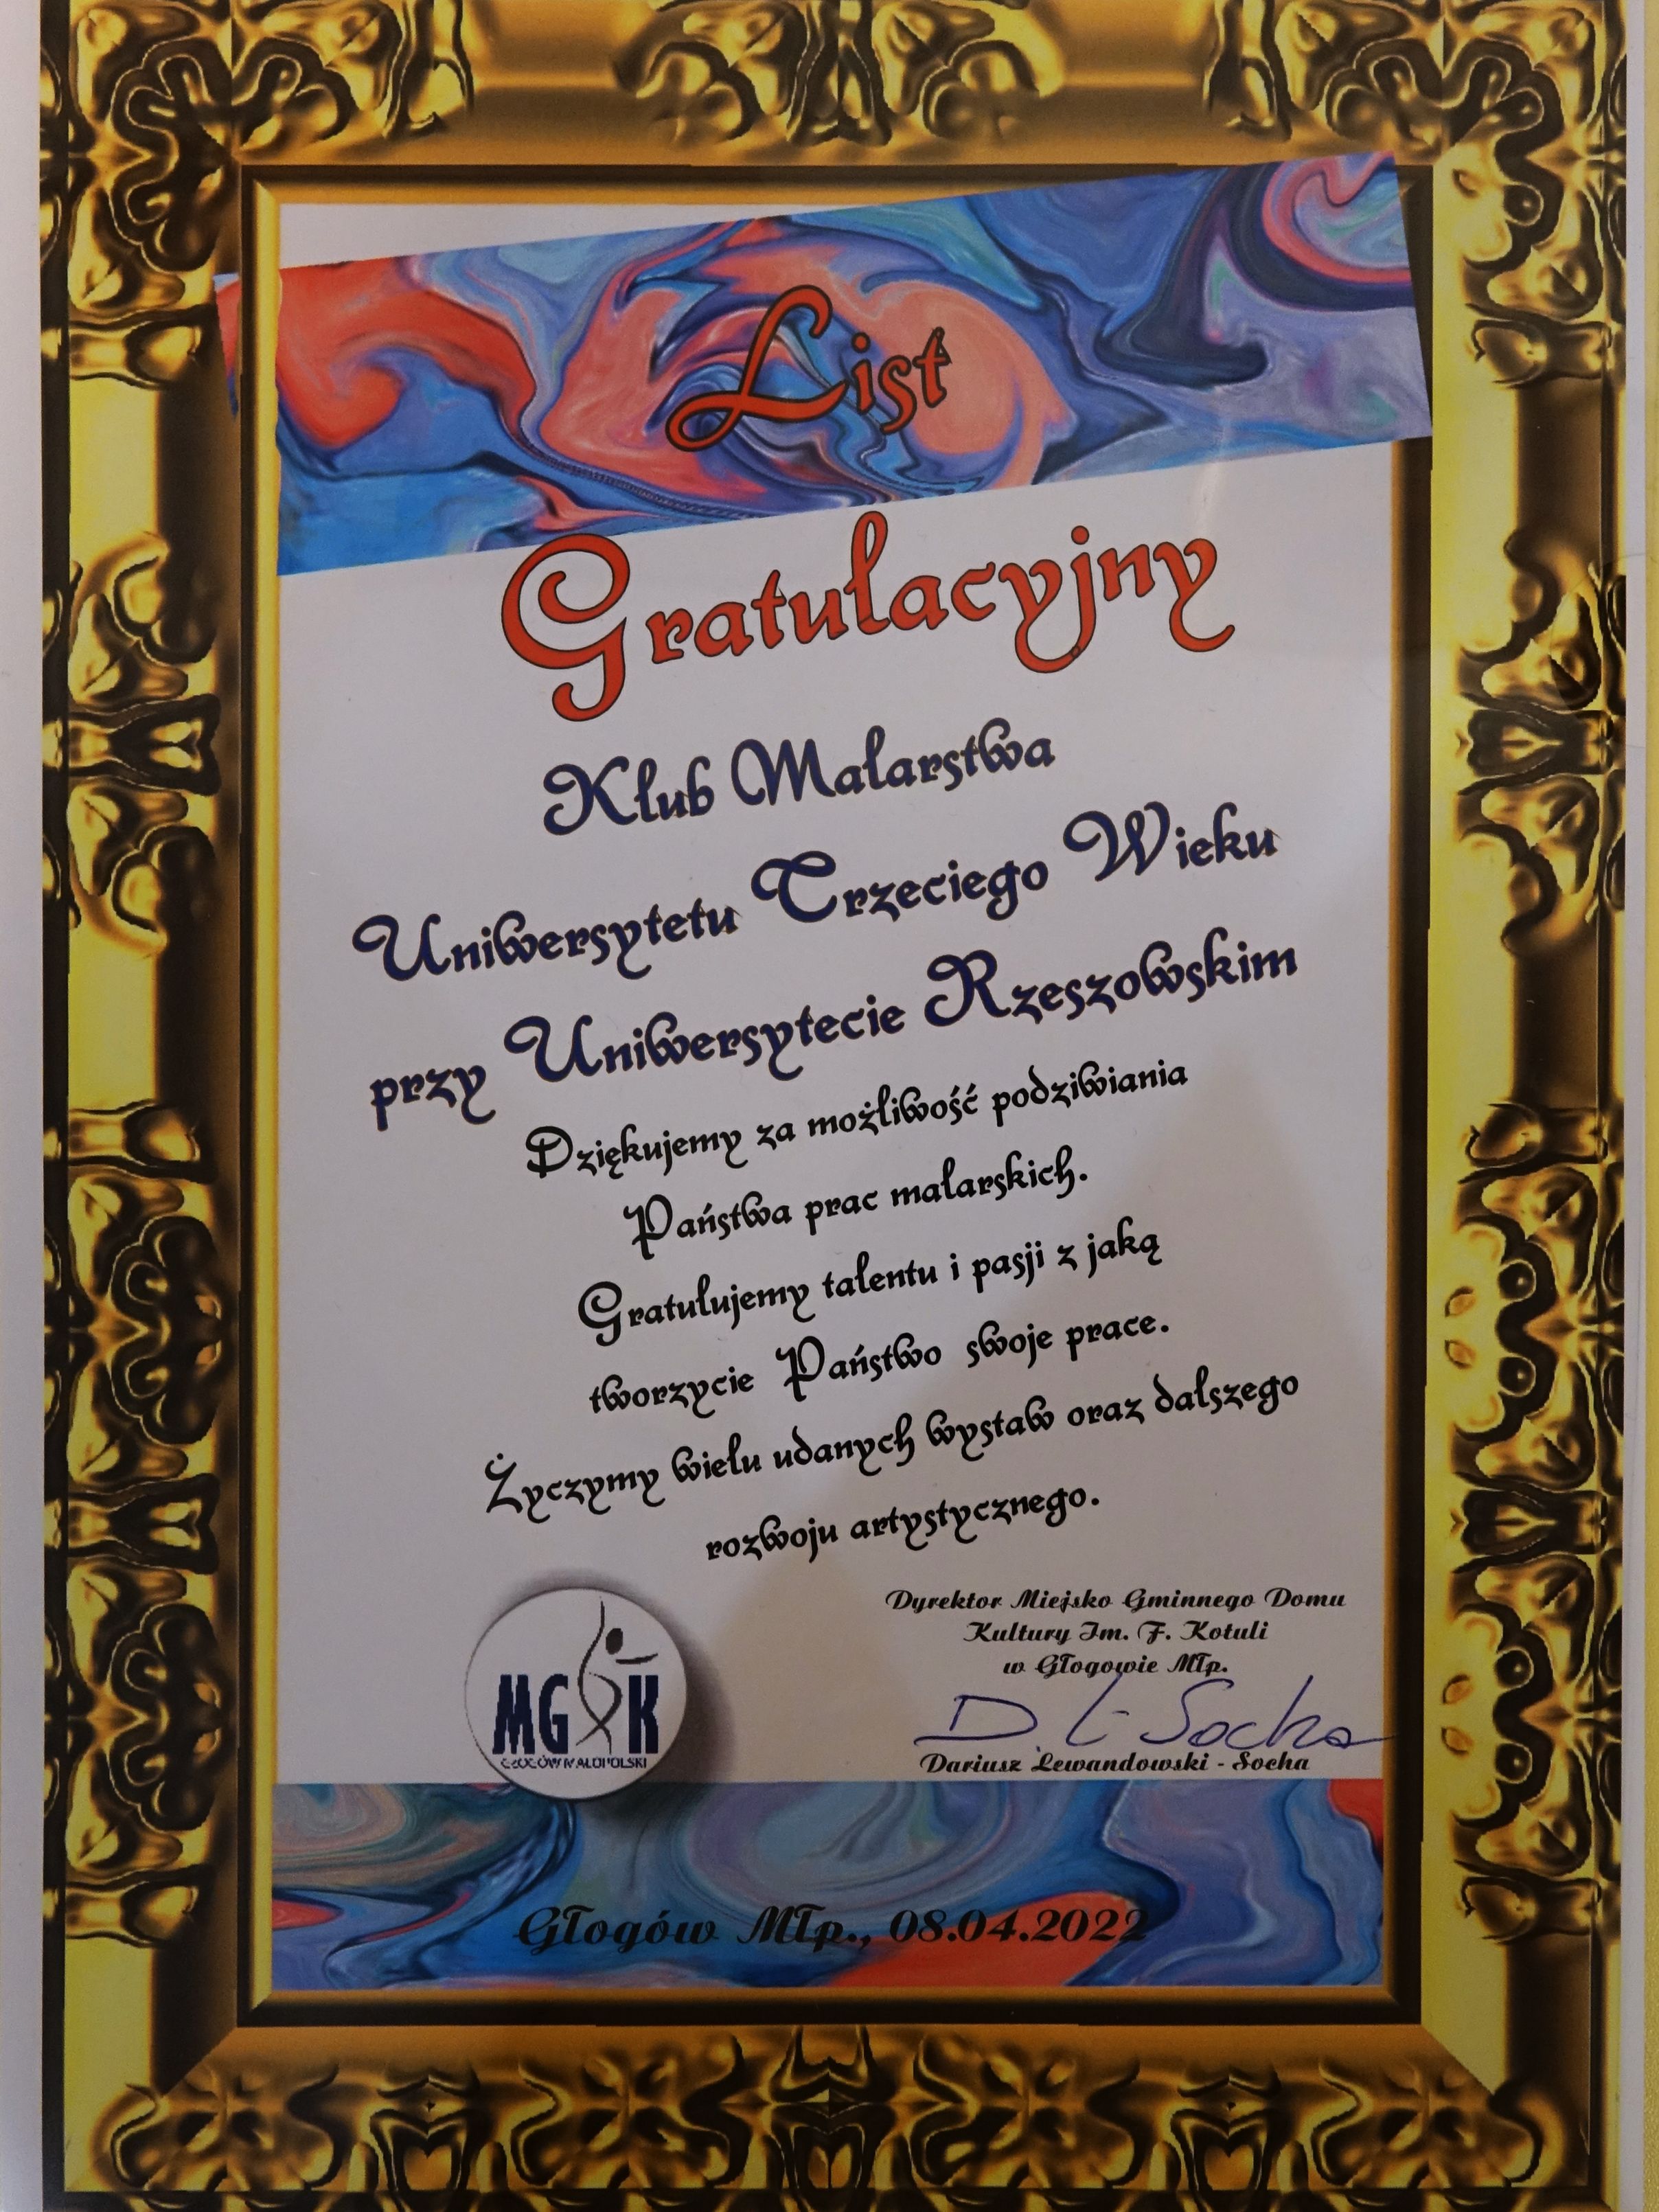 List
Gratulacyjny
Klub Malarstwa
Uniwersytetu Trzeciego Wieku
przy Uniwersytecie Rzeszowskim
Dziękujemy za możliwość podziwiania
Państwa prac malarskich.
Gratulujemy talentu i pasji z jaką
tworzycie Państwo swoje prace.
Życzymy wielu udanych wystaw oraz dalszego
rozwoju artystycznego.
Dyrektor Miejsko Gminnego Domu
Kultury Im. F. Kotuli
w Głogowie Młp.
D. L-Socha
Dariusz Lewandowski - Socha
MGDK
GŁOGÓW MAŁOPOLSKI
Głogów Młp., 08.04.2022